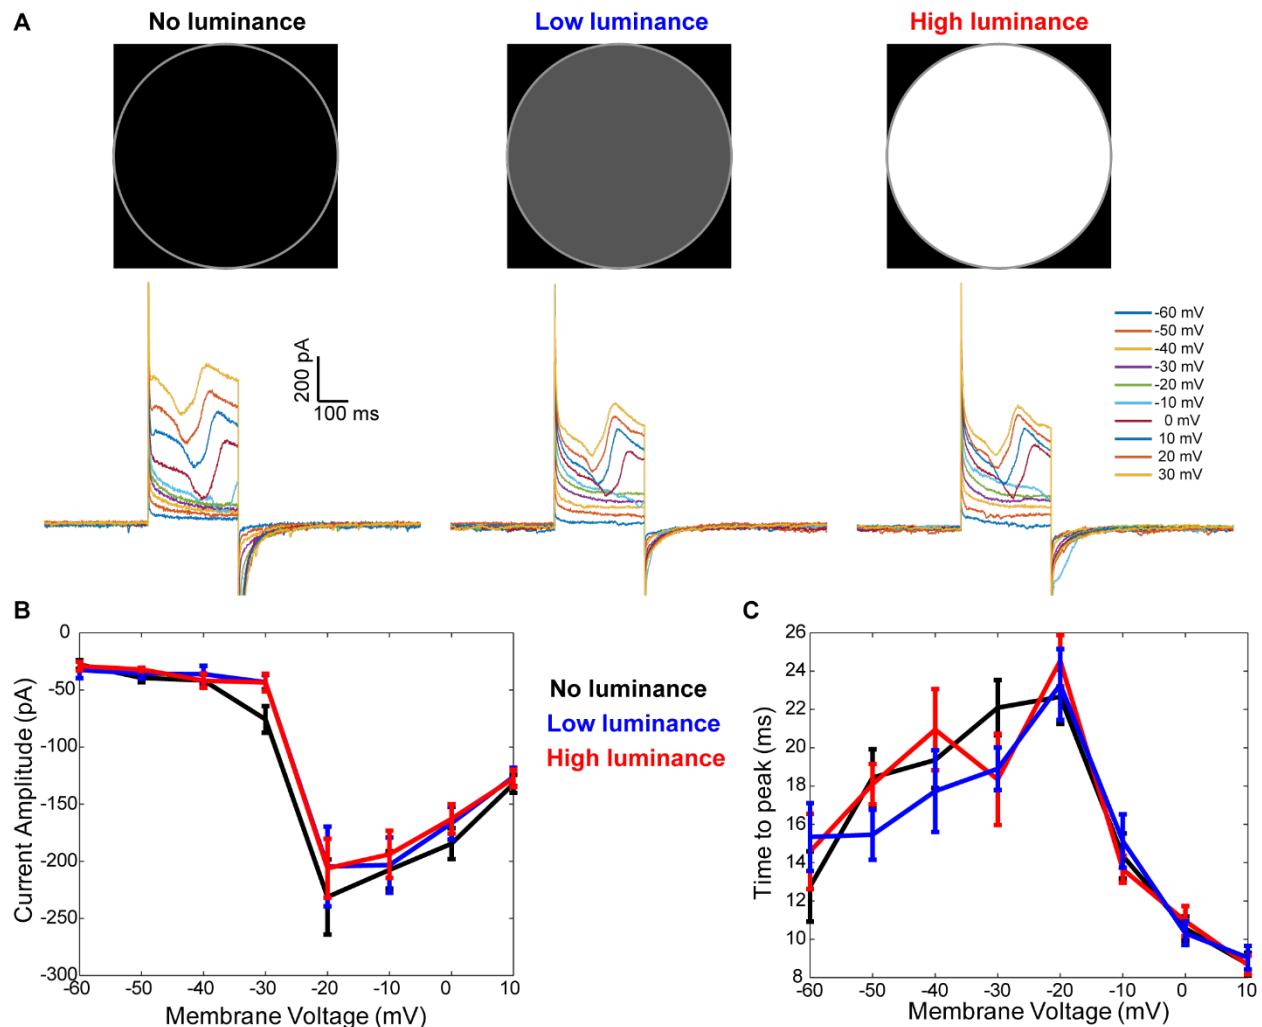 A
No luminance
Low luminance
High luminance
200 pA
100 ms
-60 mV
-50 mV
-40 mV
-30 mV
-20 mV
-10 mV
0 mV
10 mV
20 mV
30 mV
B
0
-50
-100
-150
-200
-250
-300
-60
-50
-40
-30
-20
-10
0
10
Current Amplitude (pA)
Membrane Voltage (mV)
No luminance
Low luminance
High luminance
C
26
24
22
20
18
16
14
12
10
8
-60
-50
-40
-30
-20
-10
0
10
Time to peak (ms)
Membrane Voltage (mV)